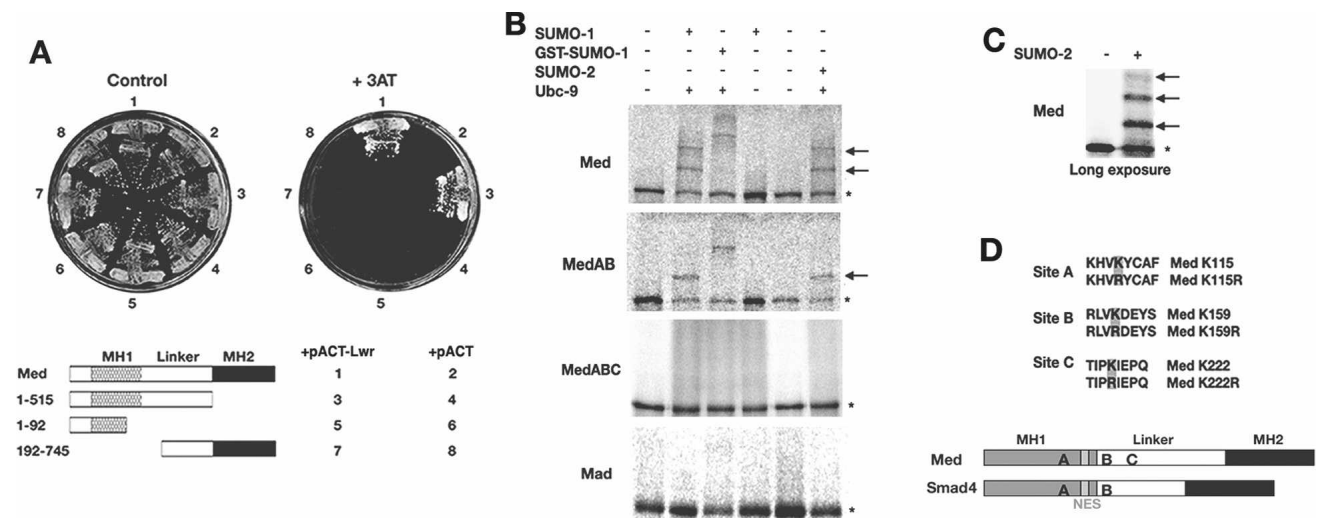 A
Control
+ 3AT
1
2
3
4
5
6
7
8
1
2
3
4
5
6
7
8
MH1 Linker MH2 +pACT-Lwr +pACT
Med 1 2
1-515 3 4
1-92 5 6
192-745 7 8
B
SUMO-1 - + - + - -
GST-SUMO-1 - - + - - -
SUMO-2 - - - - - +
Ubc-9 - + + - - +
Med
*
MedAB
*
MedABC
*
Mad
*
C
SUMO-2 - +
Med
*
Long exposure
D
Site A KHVKYCAF Med K115
KHVRYCAF Med K115R
Site B RLVKDEYS Med K159
RLVRDEYS Med K159R
Site C TIPKIEPQ Med K222
TIPRIEPQ Med K222R
MH1 Linker MH2
Med A B C
Smad4 A B
NES